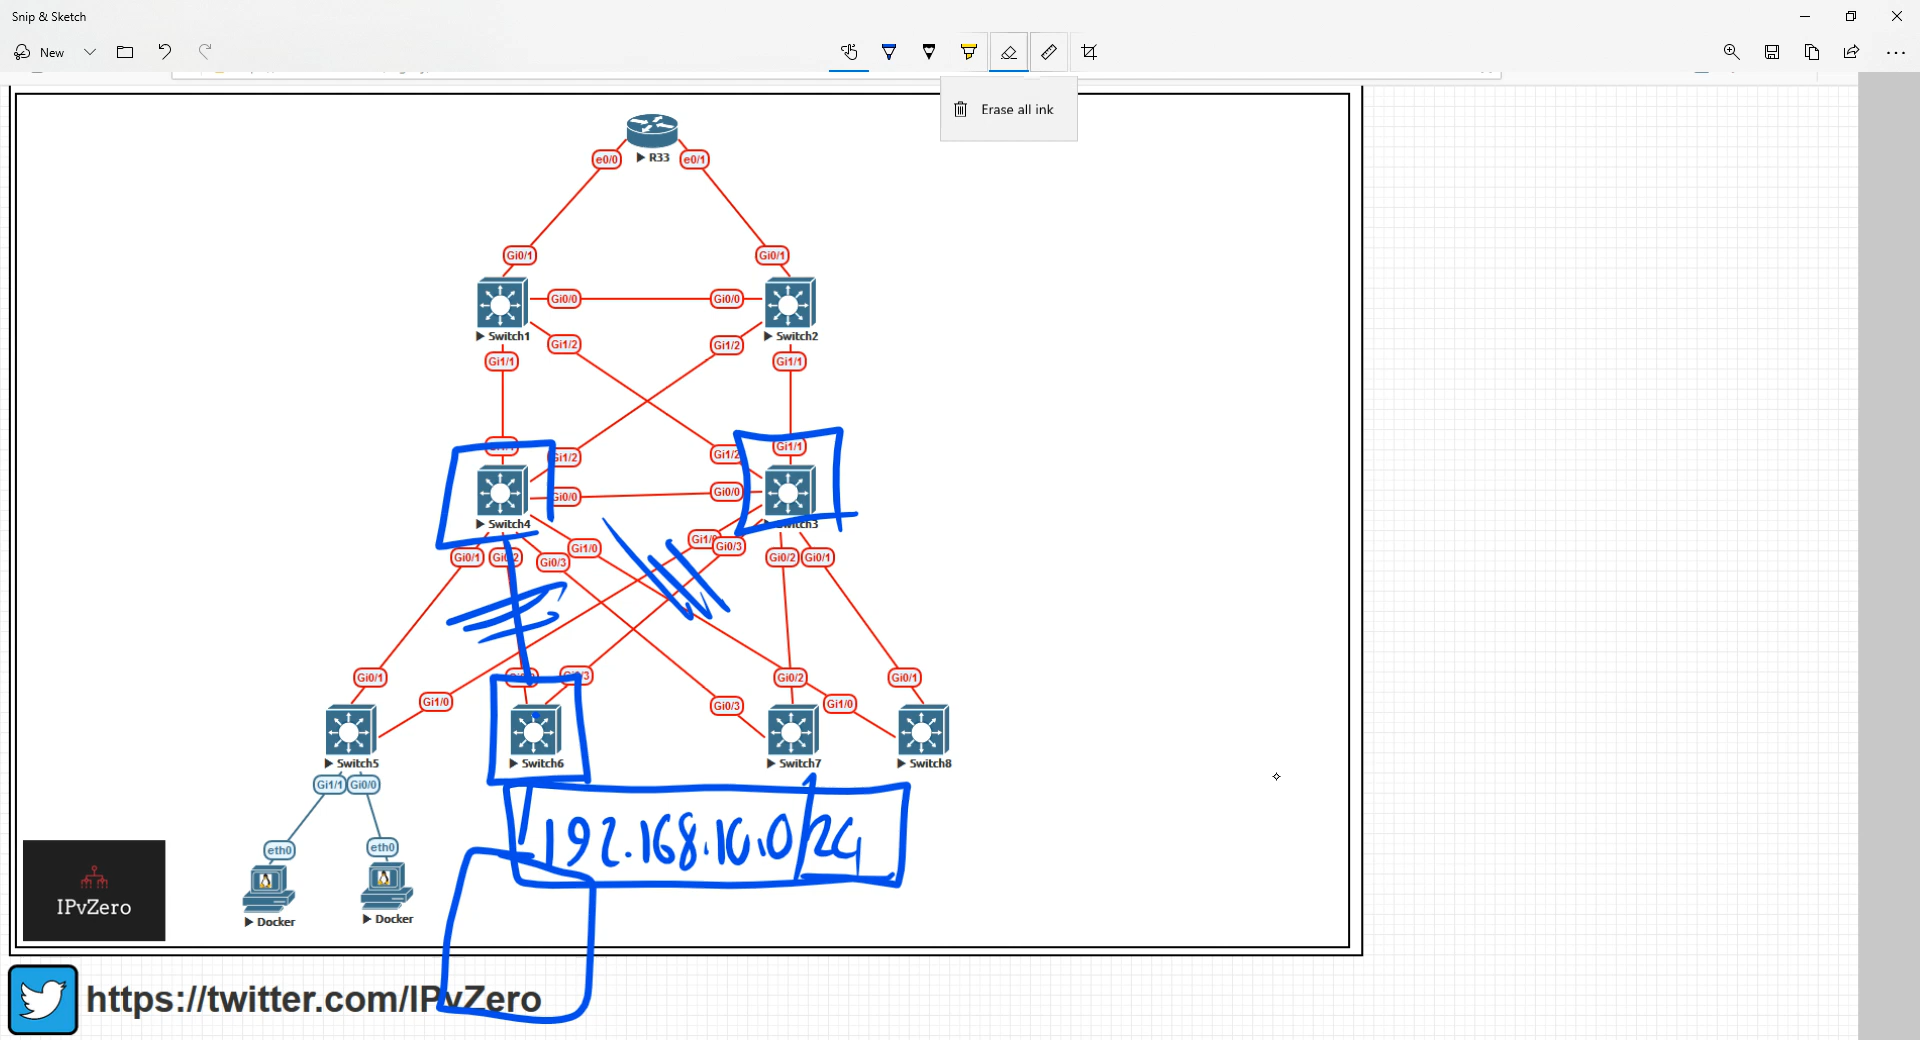 Snip & Sketch
New
Erase all ink
e0/0
R33
e0/1
Gi0/1
Gi0/1
Gi0/0
Gi0/0
Switch1
Switch2
Gi1/2
Gi1/2
Gi1/1
Gi1/1
Gi1/1
Gi1/2
Gi1/2
Gi0/0
Gi0/0
Switch4
Switch3
Gi0/1
Gi0/3
Gi1/0
Gi0/3
Gi0/2
Gi0/1
Gi0/1
Gi1/0
Gi0/3
Gi0/2
Gi1/0
Gi0/1
Switch5
Switch6
Switch7
Switch8
Gi1/1
Gi0/0
192.168.10.0/24
eth0
eth0
Docker
Docker
IPvZero
https://twitter.com/IPvZero